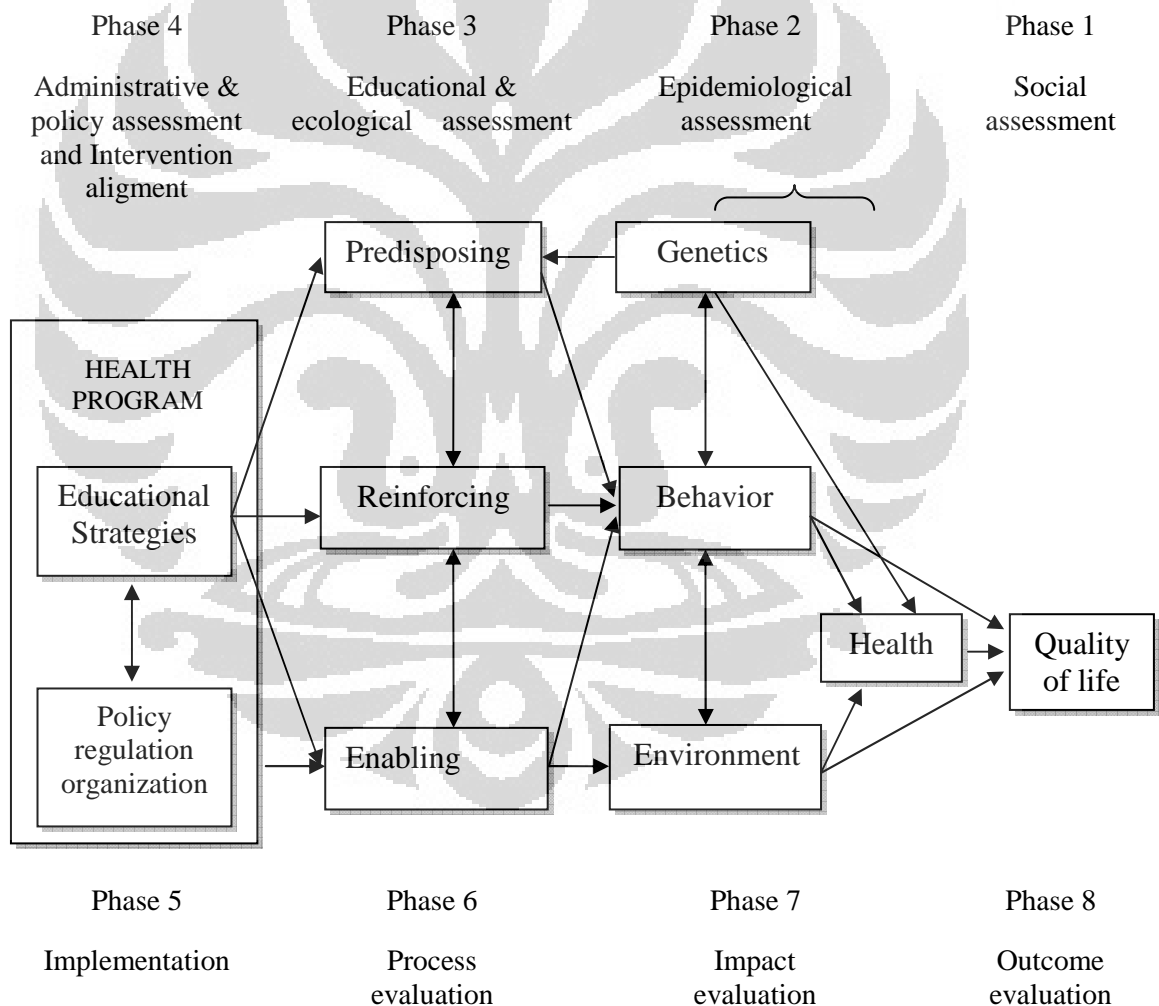 Phase 4
Phase 3
Phase 2
Phase 1
Administrative &
policy assessment
and Intervention
aligment
Educational &
ecological assessment
Epidemiological
assessment
Social
assessment
Predisposing
Genetics
HEALTH
PROGRAM
Educational
Strategies
Reinforcing
Behavior
Health
Quality
of life
Policy
regulation
organization
Enabling
Environment
Phase 5
Phase 6
Phase 7
Phase 8
Implementation
Process
evaluation
Impact
evaluation
Outcome
evaluation